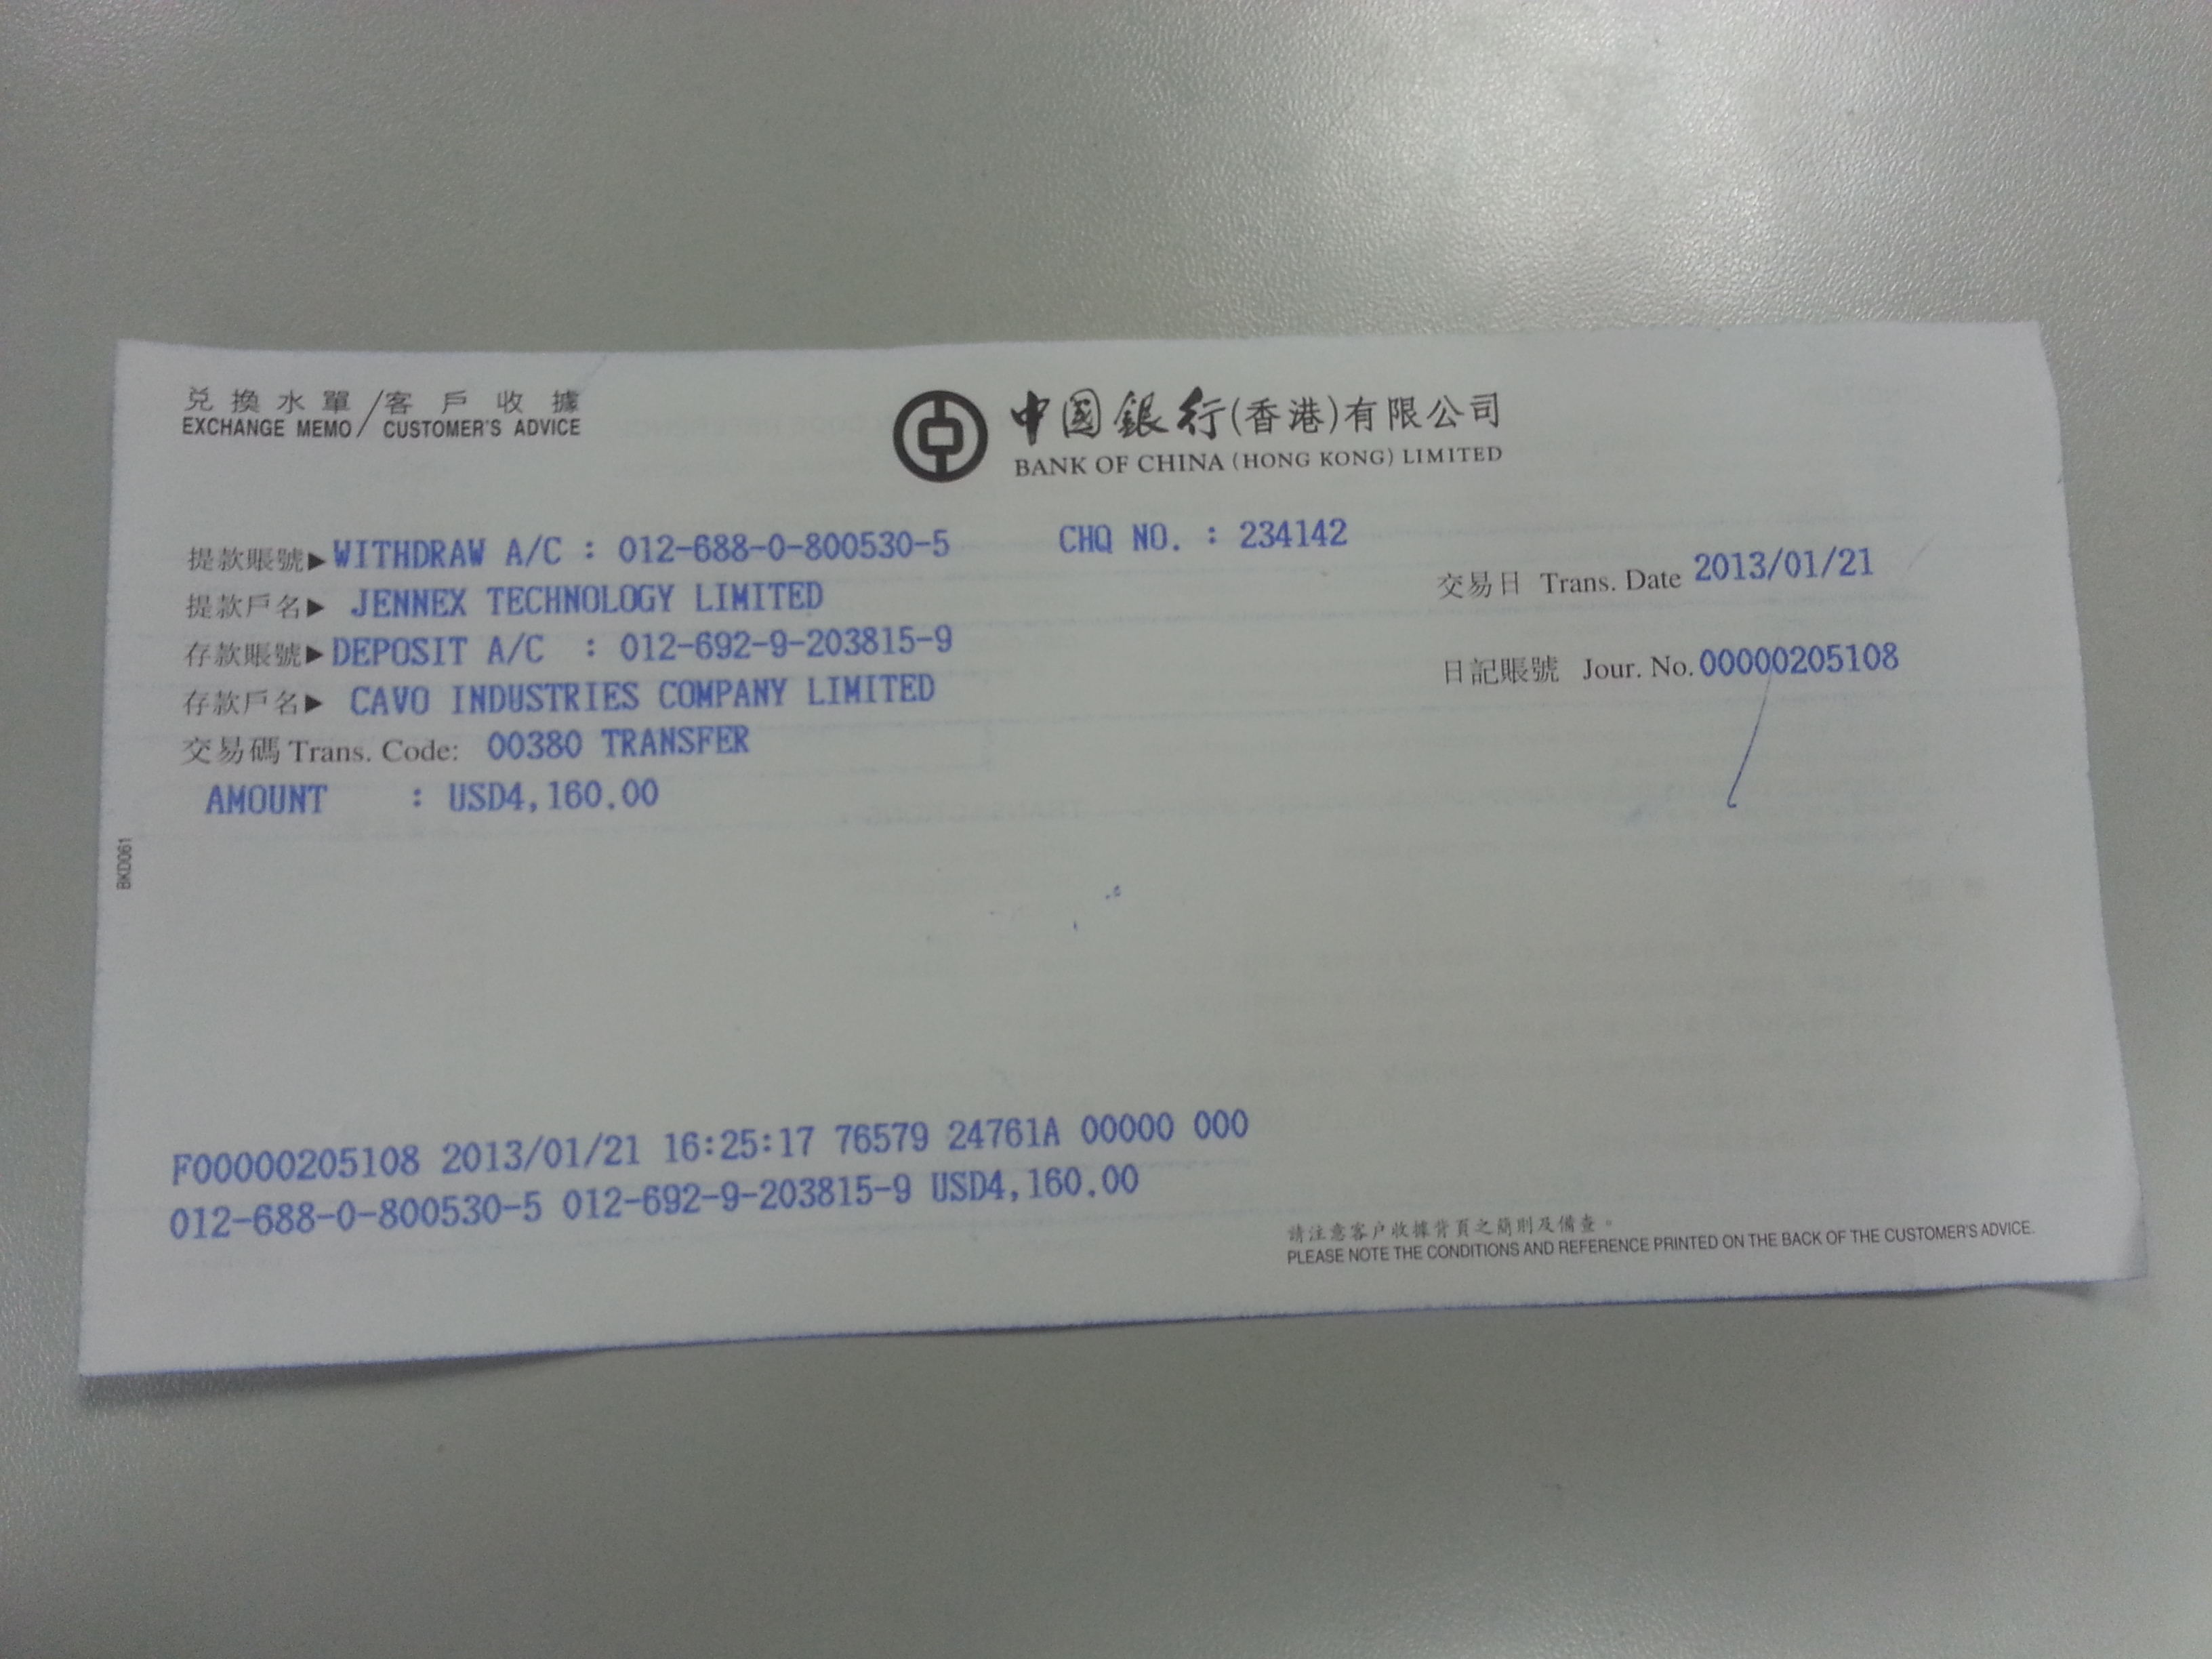 兑換水單/客戶收據
EXCHANGE MEMO/CUSTOMER'S ADVICE
中國銀行(香港)有限公司
BANK OF CHINA (HONG KONG) LIMITED
提款賬號▶WITHDRAW A/C : 012-688-0-800530-5 CHQ NO. : 234142
交易日 Trans. Date 2013/01/21
提款戶名▶ JENNEX TECHNOLOGY LIMITED
存款賬號▶DEPOSIT A/C : 012-692-9-203815-9
日記賬號 Jour. No. 00000205108
存款戶名▶ CAVO INDUSTRIES COMPANY LIMITED
交易碼 Trans. Code: 00380 TRANSFER
AMOUNT : USD4,160.00
BKD061
F00000205108 2013/01/21 16:25:17 76579 24761A 00000 000
012-688-0-800530-5 012-692-9-203815-9 USD4,160.00
請注意客户收據背頁之簡則及備查。
PLEASE NOTE THE CONDITIONS AND REFERENCE PRINTED ON THE BACK OF THE CUSTOMER'S ADVICE.